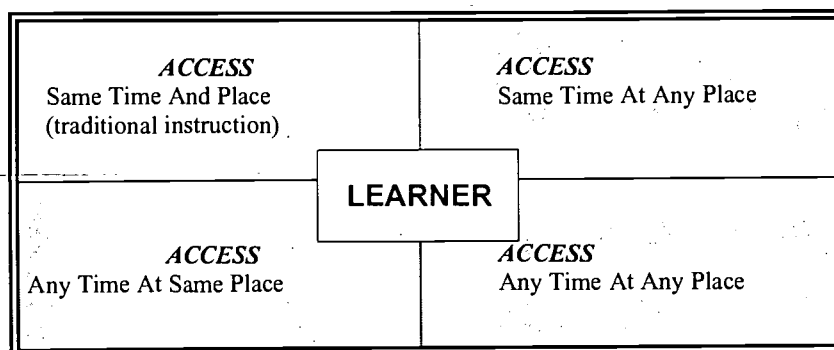 ACCESS
Same Time And Place
(traditional instruction)
ACCESS
Same Time At Any Place
LEARNER
ACCESS
Any Time At Same Place
ACCESS
Any Time At Any Place